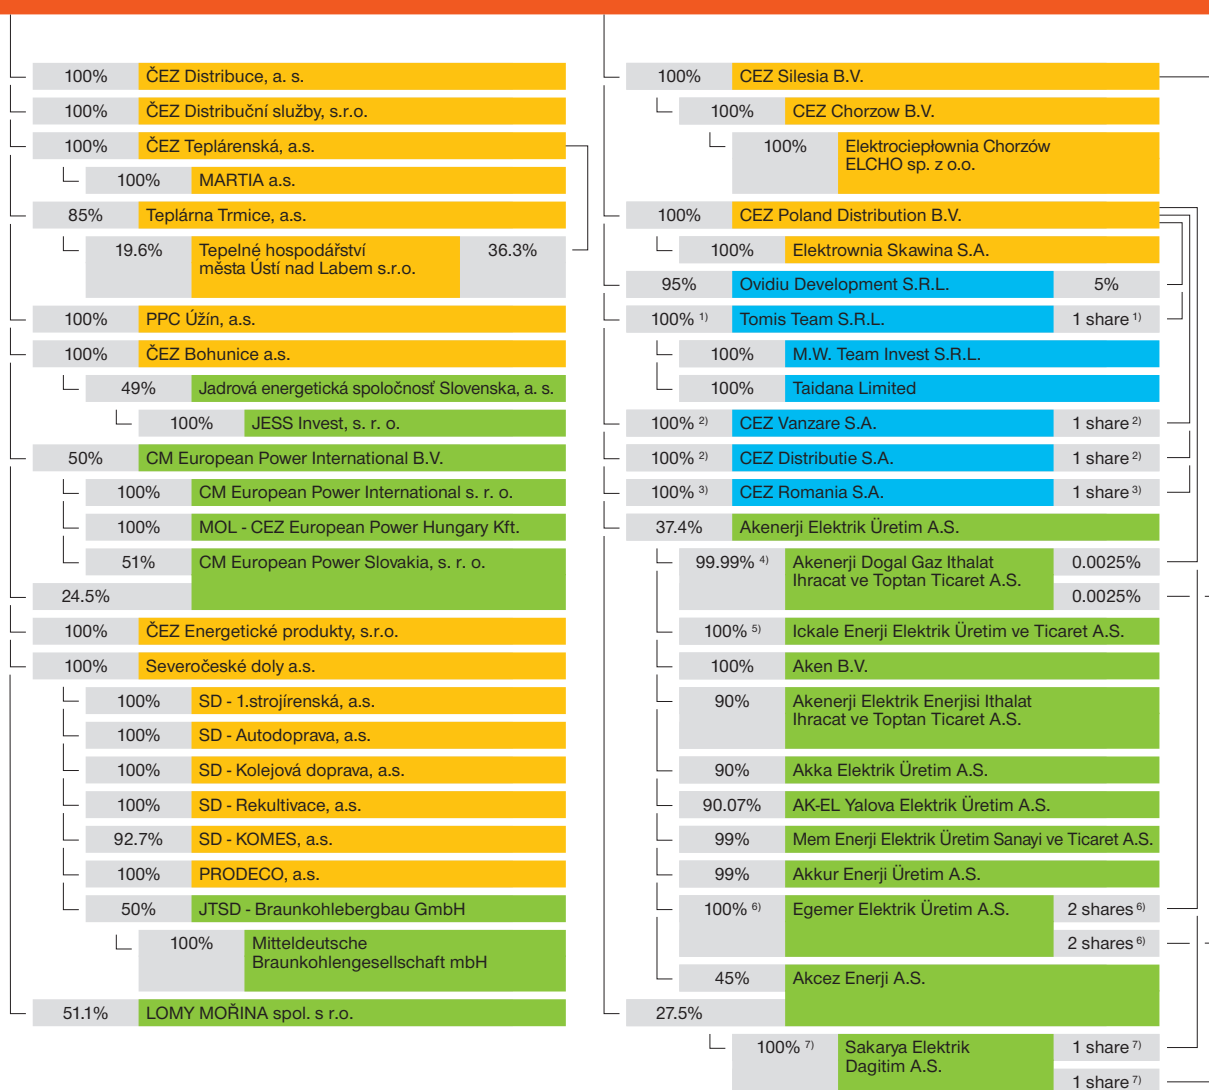 100% ČEZ Distribuce, a. s.
100% ČEZ Distribuční služby, s.r.o.
100% ČEZ Teplárenská, a.s.
100% MARTIA a.s.
85% Teplárna Trmice, a.s.
19.6% Tepelné hospodářství 36.3%
města Ústí nad Labem s.r.o.
100% PPC Úžín, a.s.
100% ČEZ Bohunice a.s.
49% Jadrová energetická spoločnosť Slovenska, a. s.
100% JESS Invest, s. r. o.
50% CM European Power International B.V.
100% CM European Power International s. r. o.
100% MOL - CEZ European Power Hungary Kft.
51% CM European Power Slovakia, s. r. o.
24.5%
100% ČEZ Energetické produkty, s.r.o.
100% Severočeské doly a.s.
100% SD - 1.strojírenská, a.s.
100% SD - Autodoprava, a.s.
100% SD - Kolejová doprava, a.s.
100% SD - Rekultivace, a.s.
92.7% SD - KOMES, a.s.
100% PRODECO, a.s.
50% JTSD - Braunkohlebergbau GmbH
100% Mitteldeutsche
Braunkohlengesellschaft mbH
51.1% LOMY MOŘINA spol. s r.o.
100% CEZ Silesia B.V.
100% CEZ Chorzow B.V.
100% Elektrociepłownia Chorzów
ELCHO sp. z o.o.
100% CEZ Poland Distribution B.V.
100% Elektrownia Skawina S.A.
95% Ovidiu Development S.R.L. 5%
100% 1) Tomis Team S.R.L. 1 share 1)
100% M.W. Team Invest S.R.L.
100% Taidana Limited
100% 2) CEZ Vanzare S.A. 1 share 2)
100% 2) CEZ Distributie S.A. 1 share 2)
100% 3) CEZ Romania S.A. 1 share 3)
37.4% Akenerji Elektrik Üretim A.S.
99.99% 4) Akenerji Dogal Gaz Ithalat 0.0025%
Ihracat ve Toptan Ticaret A.S.
0.0025%
100% 5) Ickale Enerji Elektrik Üretim ve Ticaret A.S.
100% Aken B.V.
90% Akenerji Elektrik Enerjisi Ithalat
Ihracat ve Toptan Ticaret A.S.
90% Akka Elektrik Üretim A.S.
90.07% AK-EL Yalova Elektrik Üretim A.S.
99% Mem Enerji Elektrik Üretim Sanayi ve Ticaret A.S.
99% Akkur Enerji Üretim A.S.
100% 6) Egemer Elektrik Üretim A.S. 2 shares 6)
2 shares 6)
45% Akcez Enerji A.S.
27.5%
100% 7) Sakarya Elektrik 1 share 7)
Dagitim A.S.
1 share 7)